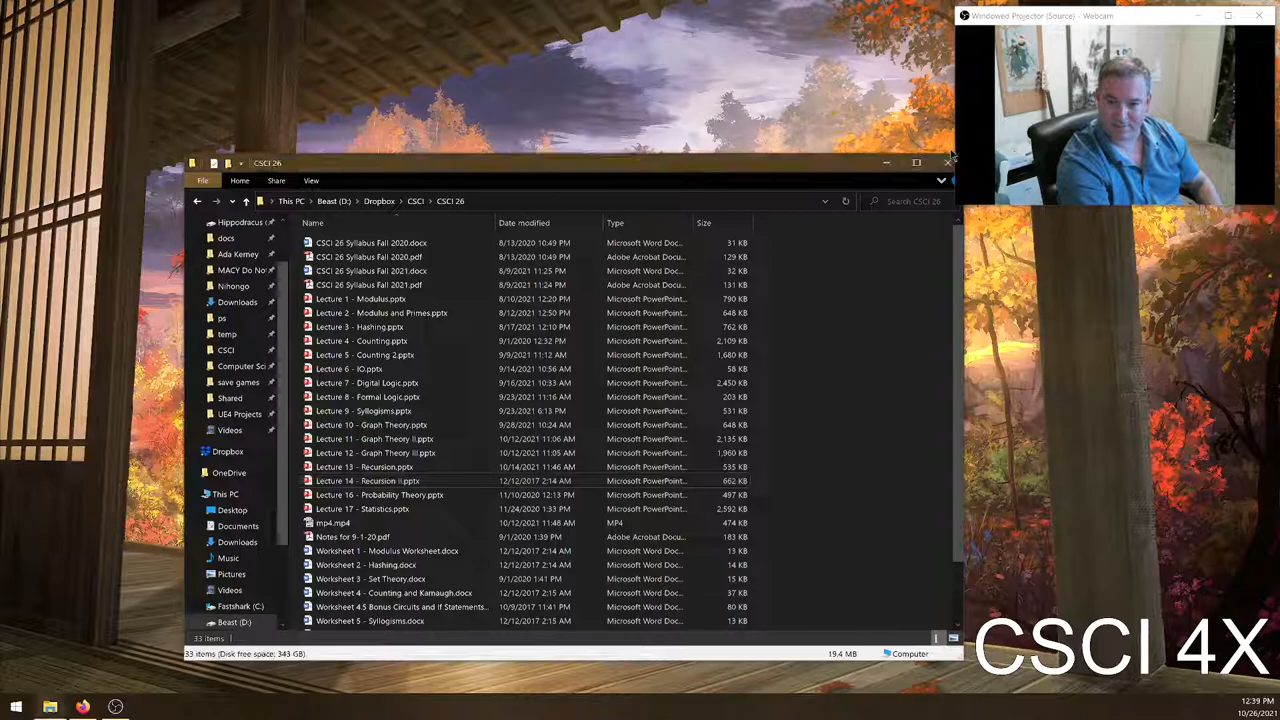 Windowed Projector (Source) - Webcam
CSCI 26
File Home Share View
This PC > Beast (D:) > Dropbox > CSCI > CSCI 26
Search CSCI 26
Name Date modified Type Size
CSCI 26 Syllabus Fall 2020.docx 8/13/2020 10:49 PM Microsoft Word Doc... 31 KB
CSCI 26 Syllabus Fall 2020.pdf 8/13/2020 10:49 PM Adobe Acrobat Docu... 129 KB
CSCI 26 Syllabus Fall 2021.docx 8/9/2021 11:25 PM Microsoft Word Doc... 32 KB
CSCI 26 Syllabus Fall 2021.pdf 8/9/2021 11:24 PM Adobe Acrobat Docu... 131 KB
Lecture 1 - Modulus.pptx 8/10/2021 12:20 PM Microsoft PowerPoint... 790 KB
Lecture 2 - Modulus and Primes.pptx 8/12/2021 12:50 PM Microsoft PowerPoint... 648 KB
Lecture 3 - Hashing.pptx 8/17/2021 12:10 PM Microsoft PowerPoint... 762 KB
Lecture 4 - Counting.pptx 9/1/2020 12:32 PM Microsoft PowerPoint... 2,109 KB
Lecture 5 - Counting 2.pptx 9/9/2021 11:12 AM Microsoft PowerPoint... 1,680 KB
Lecture 6 - IO.pptx 9/14/2021 10:56 AM Microsoft PowerPoint... 58 KB
Lecture 7 - Digital Logic.pptx 9/16/2021 10:33 AM Microsoft PowerPoint... 2,450 KB
Lecture 8 - Formal Logic.pptx 9/23/2021 11:16 AM Microsoft PowerPoint... 203 KB
Lecture 9 - Syllogisms.pptx 9/23/2021 6:13 PM Microsoft PowerPoint... 531 KB
Lecture 10 - Graph Theory.pptx 9/28/2021 10:24 AM Microsoft PowerPoint... 648 KB
Lecture 11 - Graph Theory II.pptx 10/12/2021 11:06 AM Microsoft PowerPoint... 2,135 KB
Lecture 12 - Graph Theory III.pptx 10/12/2021 11:05 AM Microsoft PowerPoint... 1,960 KB
Lecture 13 - Recursion.pptx 10/14/2021 11:46 AM Microsoft PowerPoint... 535 KB
Lecture 14 - Recursion II.pptx 12/12/2017 2:14 AM Microsoft PowerPoint... 662 KB
Lecture 16 - Probability Theory.pptx 11/10/2020 12:13 PM Microsoft PowerPoint... 497 KB
Lecture 17 - Statistics.pptx 11/24/2020 1:33 PM Microsoft PowerPoint... 2,592 KB
mp4.mp4 10/12/2021 11:48 AM MP4 474 KB
Notes for 9-1-20.pdf 9/1/2020 1:39 PM Adobe Acrobat Docu... 183 KB
Worksheet 1 - Modulus Worksheet.docx 12/12/2017 2:14 AM Microsoft Word Doc... 13 KB
Worksheet 2 - Hashing.docx 12/12/2017 2:14 AM Microsoft Word Doc... 14 KB
Worksheet 3 - Set Theory.docx 9/1/2020 1:41 PM Microsoft Word Doc... 15 KB
Worksheet 4 - Counting and Karnaugh.docx 12/12/2017 2:15 AM Microsoft Word Doc... 37 KB
Worksheet 4.5 Bonus Circuits and If Statements... 10/9/2017 11:41 PM Microsoft Word Doc... 80 KB
Worksheet 5 - Syllogisms.docx 12/12/2017 2:15 AM Microsoft Word Doc... 13 KB
Hippodracus (
docs
Ada Kerney
MACY Do No
Nihongo
Downloads
ps
temp
CSCI
Computer Sci
save games
Shared
UE4 Projects
Videos
Dropbox
OneDrive
This PC
Desktop
Documents
Downloads
Music
Pictures
Videos
Fastshark (C:)
Beast (D:)
33 items
33 items (Disk free space: 343 GB) 19.4 MB Computer
CSCI 4X
12:39 PM
10/26/2021